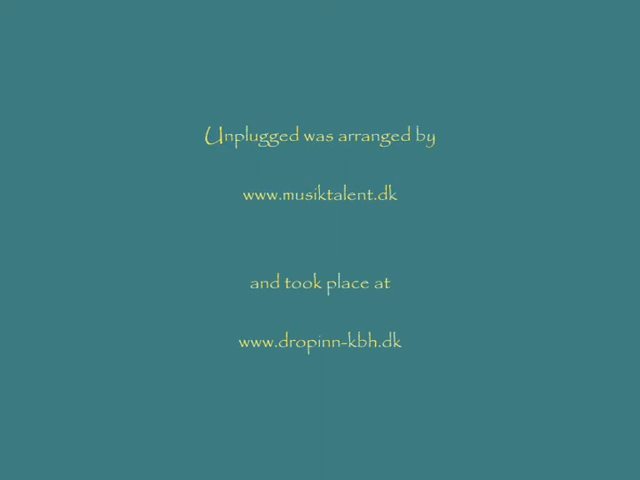 Unplugged was arranged by
www.musiktalent.dk
and took place at
www.dropinn-kbh.dk